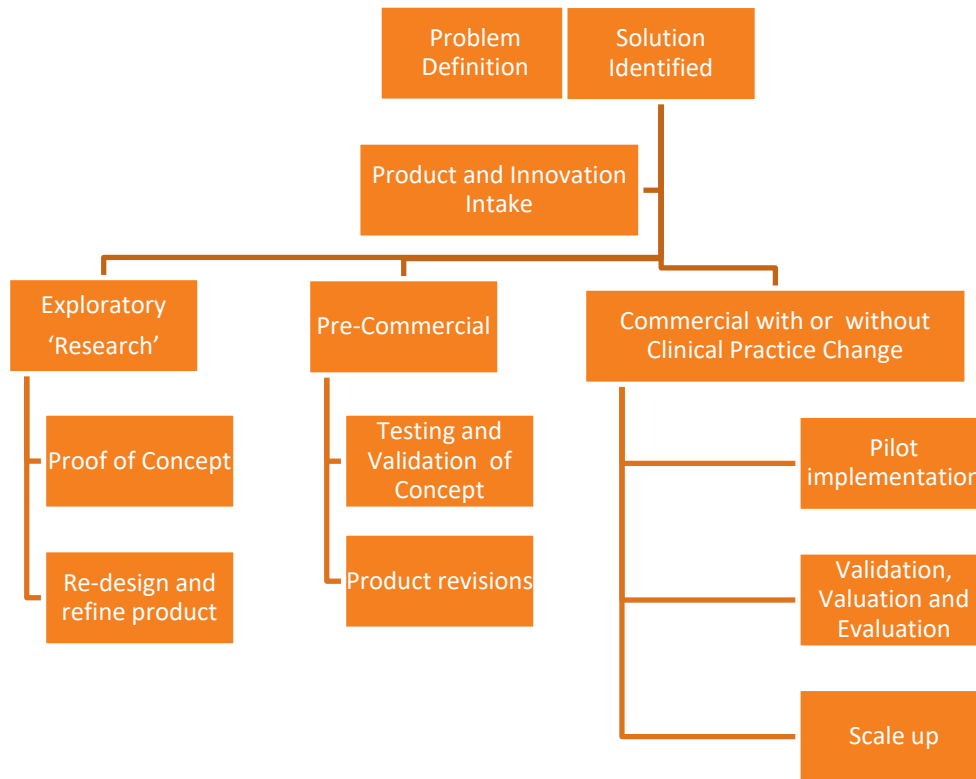 Problem
Definition
Solution
Identified
Product and Innovation
Intake
Exploratory
‘Research’
Pre-Commercial
Commercial with or without
Clinical Practice Change
Proof of Concept
Re-design and
refine product
Testing and
Validation of
Concept
Product revisions
Pilot
implementation
Validation,
Valuation and
Evaluation
Scale up